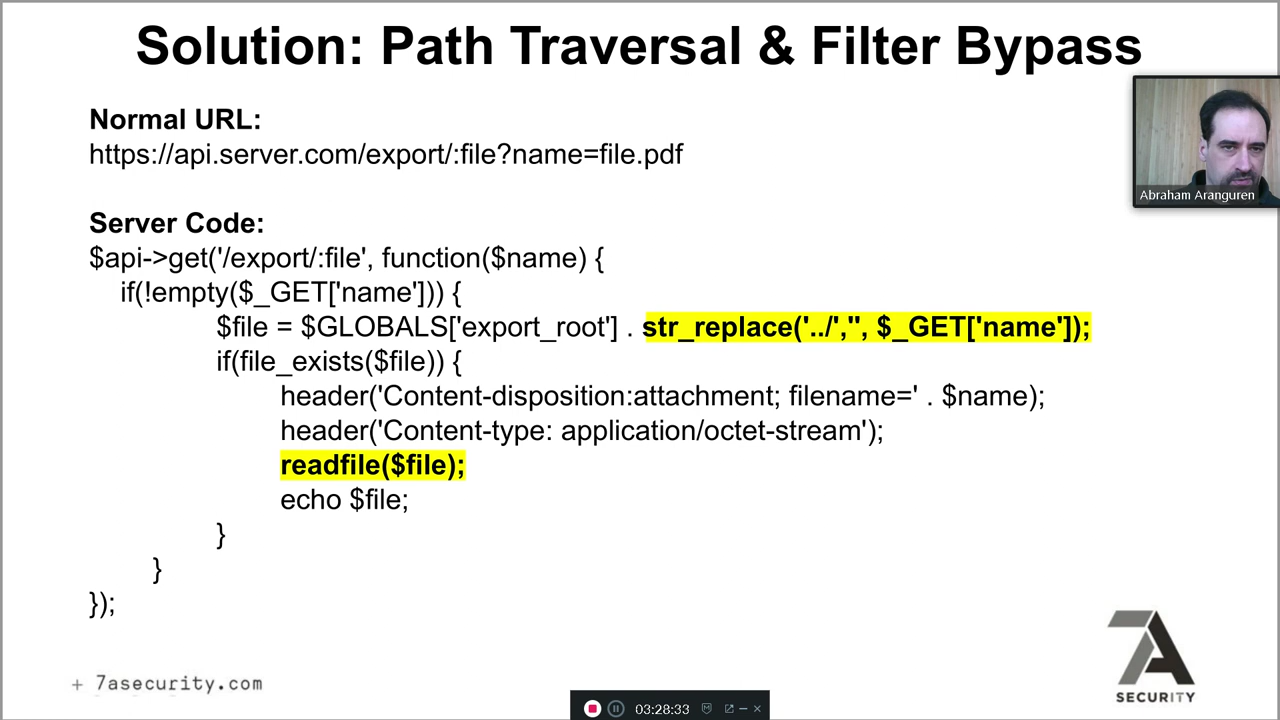 Solution: Path Traversal & Filter Bypass
Normal URL:
https://api.server.com/export/:file?name=file.pdf
Server Code:
$api->get('/export/:file', function($name) {
if(!empty($_GET['name'])) {
$file = $GLOBALS['export_root'] . str_replace('../','', $_GET['name']);
if(file_exists($file)) {
header('Content-disposition:attachment; filename=' . $name);
header('Content-type: application/octet-stream');
readfile($file);
echo $file;
}
}
});
Abraham Aranguren
+ 7asecurity.com
7A
SECURITY
03:28:33